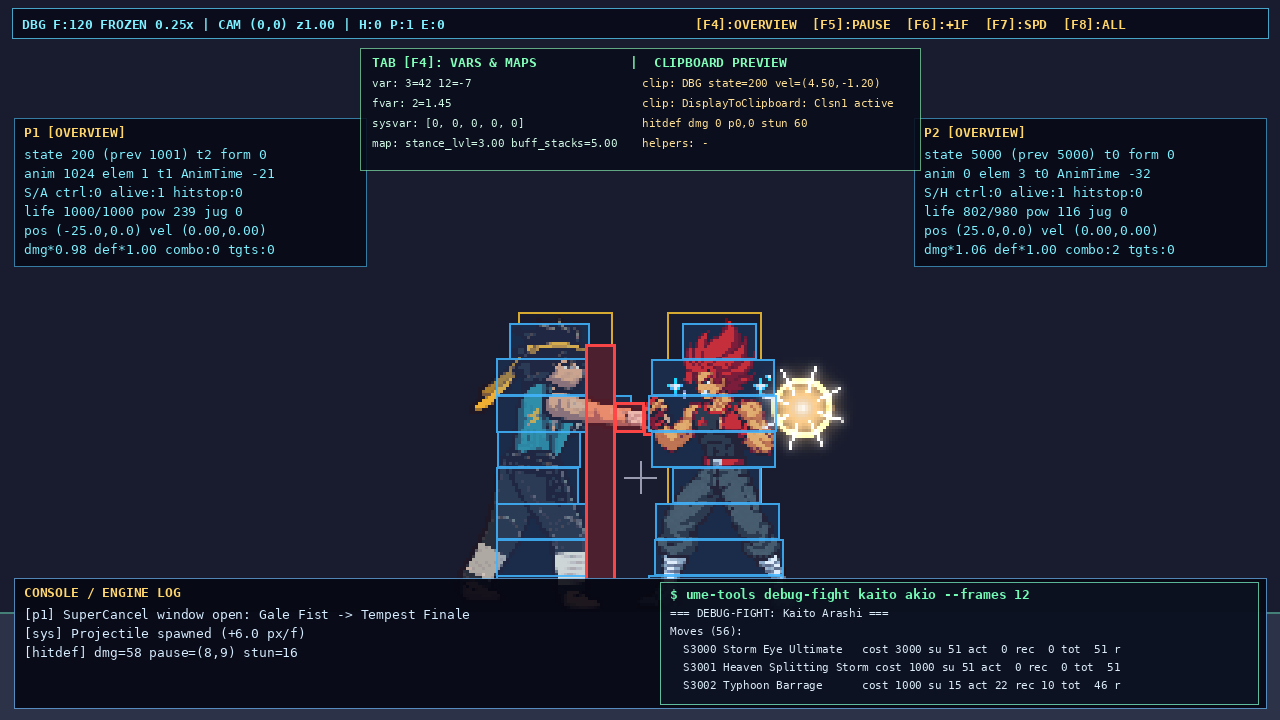 DBG F:120 FROZEN 0.25x | CAM (0,0) z1.00 | H:0 P:1 E:0 [F4]:OVERVIEW [F5]:PAUSE [F6]:+1F [F7]:SPD [F8]:ALL
TAB [F4]: VARS & MAPS | CLIPBOARD PREVIEW
var: 3=42 12=-7
fvar: 2=1.45
sysvar: [0, 0, 0, 0, 0]
map: stance_lvl=3.00 buff_stacks=5.00
clip: DBG state=200 vel=(4.50,-1.20)
clip: DisplayToClipboard: Clsn1 active
hitdef dmg 0 p0,0 stun 60
helpers: -
P1 [OVERVIEW]
state 200 (prev 1001) t2 form 0
anim 1024 elem 1 t1 AnimTime -21
S/A ctrl:0 alive:1 hitstop:0
life 1000/1000 pow 239 jug 0
pos (-25.0,0.0) vel (0.00,0.00)
dmg*0.98 def*1.00 combo:0 tgts:0
P2 [OVERVIEW]
state 5000 (prev 5000) t0 form 0
anim 0 elem 3 t0 AnimTime -32
S/H ctrl:0 alive:1 hitstop:0
life 802/980 pow 116 jug 0
pos (25.0,0.0) vel (0.00,0.00)
dmg*1.06 def*1.00 combo:2 tgts:0
CONSOLE / ENGINE LOG
[p1] SuperCancel window open: Gale Fist -> Tempest Finale
[sys] Projectile spawned (+6.0 px/f)
[hitdef] dmg=58 pause=(8,9) stun=16
$ ume-tools debug-fight kaito akio --frames 12
=== DEBUG-FIGHT: Kaito Arashi ===
Moves (56):
S3000 Storm Eye Ultimate cost 3000 su 51 act 0 rec 0 tot 51 r
S3001 Heaven Splitting Storm cost 1000 su 51 act 0 rec 0 tot 51
S3002 Typhoon Barrage cost 1000 su 15 act 22 rec 10 tot 46 r